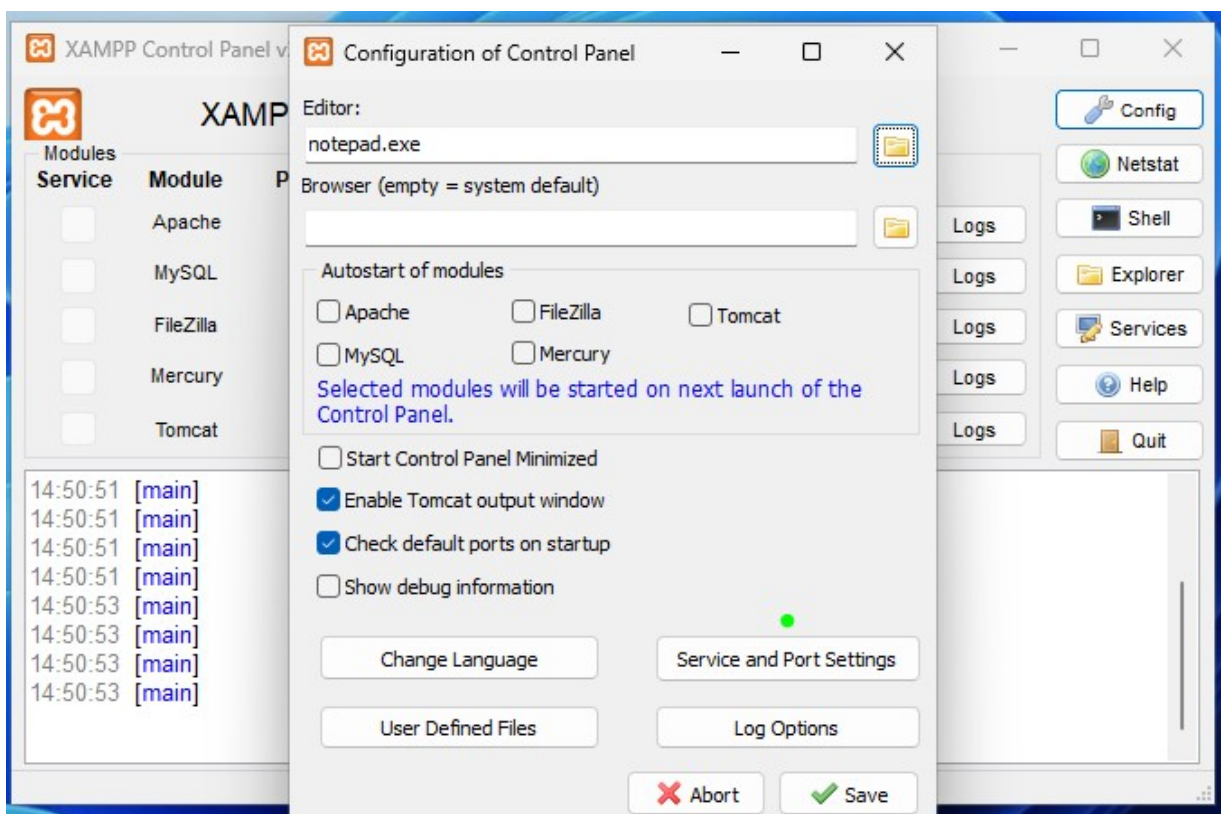 XAMPP Control Panel v
Configuration of Control Panel
XAMP
Editor:
notepad.exe
Browser (empty = system default)
Autostart of modules
Apache
FileZilla
Tomcat
MySQL
Mercury
Selected modules will be started on next launch of the
Control Panel.
Start Control Panel Minimized
Enable Tomcat output window
Check default ports on startup
Show debug information
Change Language
Service and Port Settings
User Defined Files
Log Options
Abort
Save
Modules
Service Module P
Apache
Logs
MySQL
Logs
FileZilla
Logs
Mercury
Logs
Tomcat
Logs
Config
Netstat
Shell
Explorer
Services
Help
Quit
14:50:51 [main]
14:50:51 [main]
14:50:51 [main]
14:50:51 [main]
14:50:53 [main]
14:50:53 [main]
14:50:53 [main]
14:50:53 [main]